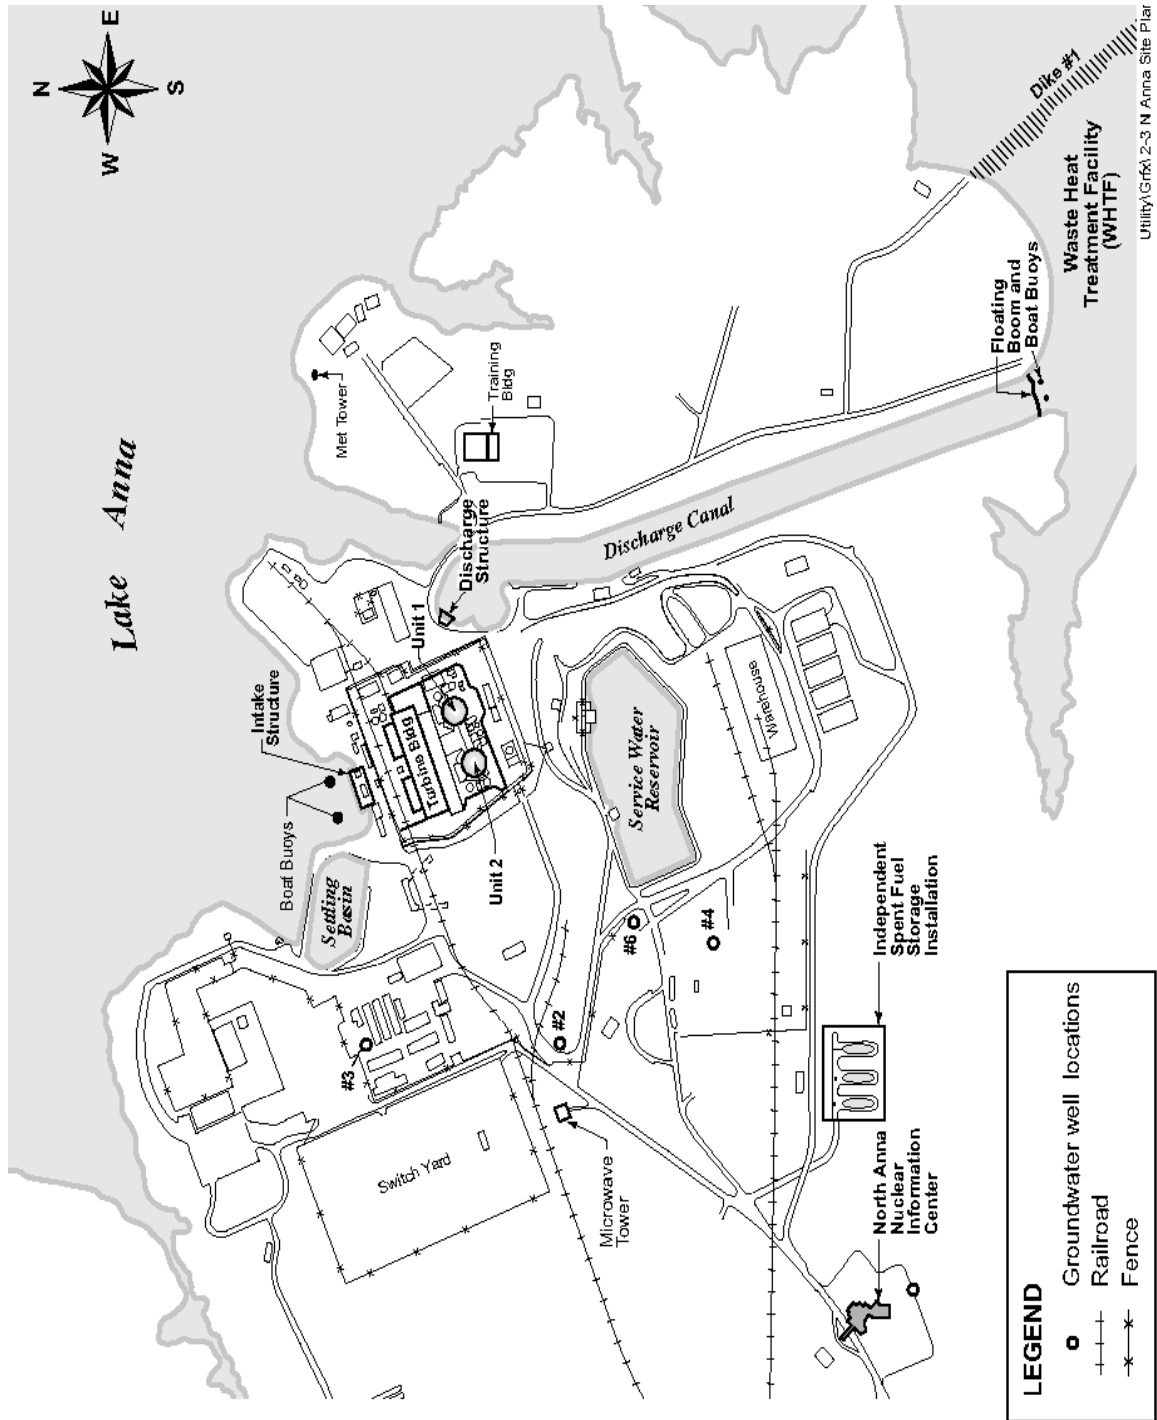 N
E
S
W
Lake Anna
Dike #1
Waste Heat
Treatment Facility
(WHTF)
Floating
Boom and
Boat Buoys
Met Tower
Training
Bldg
Discharge
Structure
Discharge Canal
Intake
Structure
Boat Buoys
Unit 1
Turbine Bldg
Unit 2
Settling
Basin
Service Water
Reservoir
Warehouse
#6
#4
#2
#3
Independent
Spent Fuel
Storage
Installation
Switch Yard
Microwave
Tower
North Anna
Nuclear
Information
Center
LEGEND
Groundwater well locations
Railroad
Fence
Utility\Grfx\2-3 N Anna Site Plan